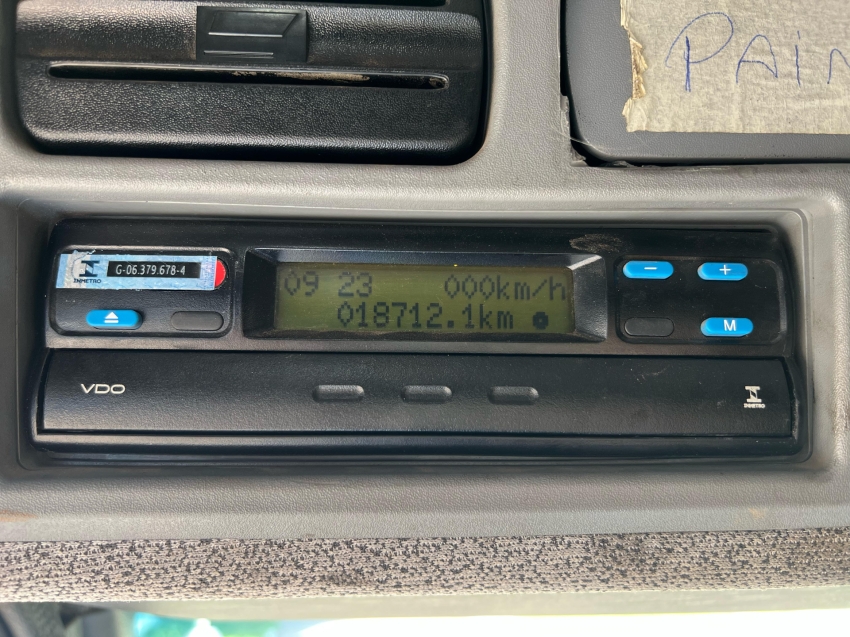 PAIN
INMETRO
G-06.379.678-4
09 23 000km/h
018712.1km
- +
M
VDO
INMETRO